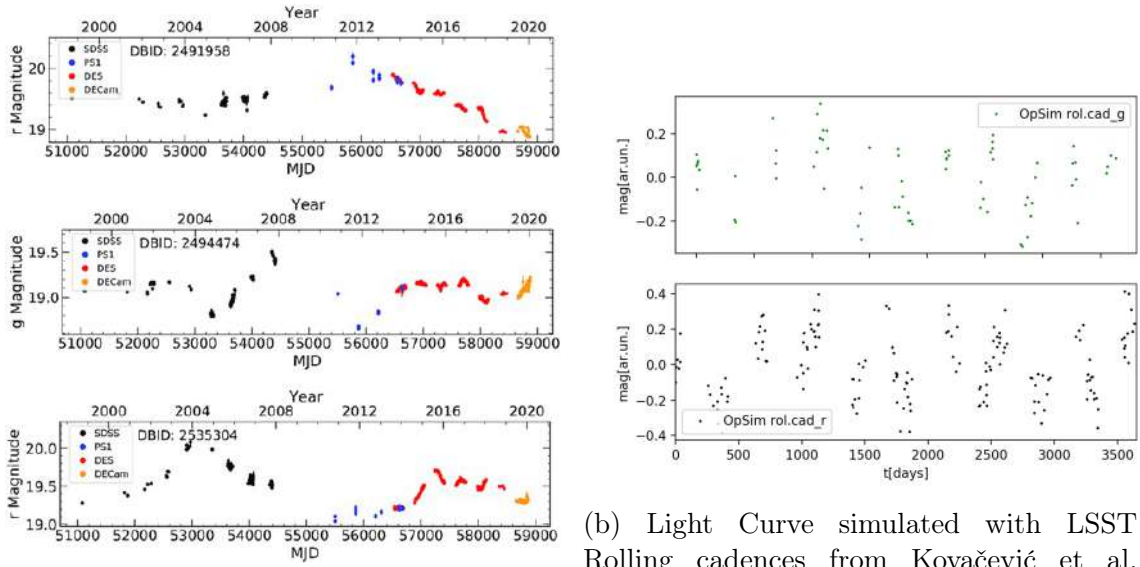 Year
2000 2004 2008 2012 2016 2020
DBID: 2491958
SDSS
PS1
DES
DECam
r Magnitude
20
19
51000 52000 53000 54000 55000 56000 57000 58000 59000
MJD
Year
2000 2004 2008 2012 2016 2020
DBID: 2494474
SDSS
PS1
DES
DECam
g Magnitude
19.5
19.0
51000 52000 53000 54000 55000 56000 57000 58000 59000
MJD
Year
2000 2004 2008 2012 2016 2020
DBID: 2535304
SDSS
PS1
DES
DECam
r Magnitude
20.0
19.5
19.0
51000 52000 53000 54000 55000 56000 57000 58000 59000
MJD
OpSim rol.cad_g
mag[ar.un.]
0.2
0.0
−0.2
OpSim rol.cad_r
mag[ar.un.]
0.4
0.2
0.0
−0.2
−0.4
0 500 1000 1500 2000 2500 3000 3500
t[days]
(b) Light Curve simulated with LSST
Rolling cadences from Kovačević et al.